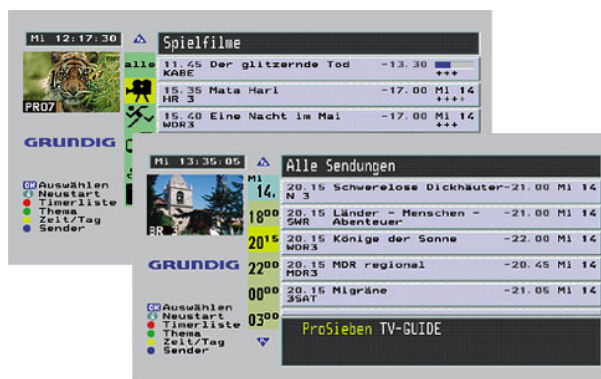 Mi 12:17:30
Spielfilme
alle
11.45 Der glitzernde Tod -13.30
KABE +++
15.35 Mata Hari -17.00 Mi 14
HR 3 ++++
15.40 Eine Nacht im Mai -17.00 Mi 14
WDR3 +++
PRO7
GRUNDIG
OK Auswählen
Neustart
Timerliste
Thema
Zeit/Tag
Sender
Mi 13:35:05
Alle Sendungen
Mi
14.
20.15 Schwerelose Dickhäuter-21.00 Mi 14
N 3
1800
20.15 Länder - Menschen - -21.00 Mi 14
SWR Abenteuer
BR
2015
20.15 Könige der Sonne -22.00 Mi 14
WDR3
GRUNDIG
2200
20.15 MDR regional -20.45 Mi 14
MDR3
0000
20.15 Migräne -21.05 Mi 14
3SAT
0300
OK Auswählen
Neustart
Timerliste
Thema
Zeit/Tag
Sender
ProSieben TV-GUIDE